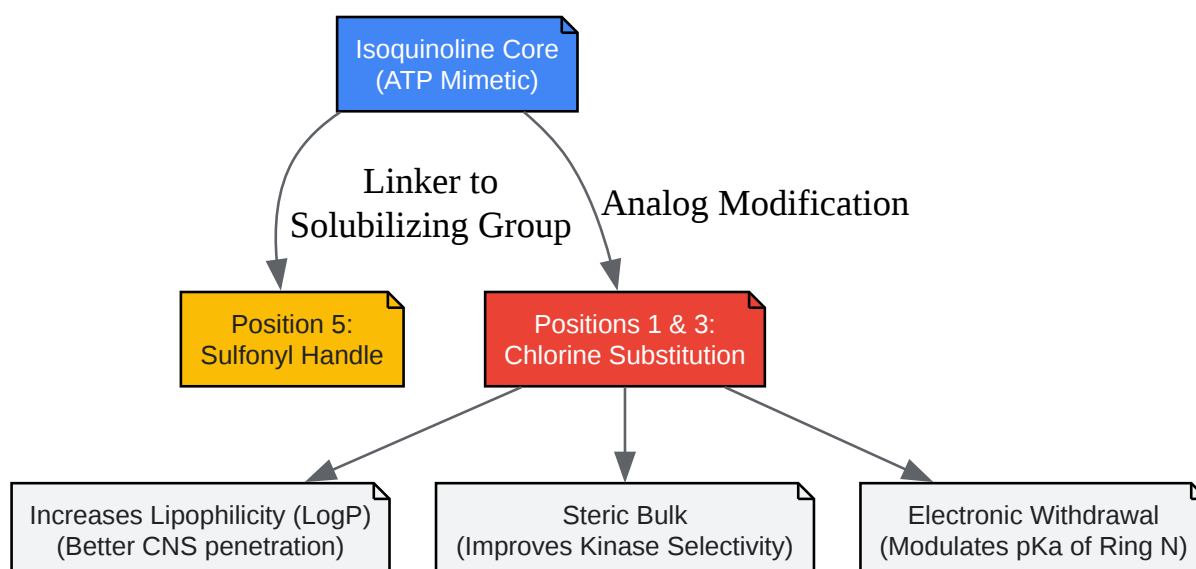 Isoquinoline Core
(ATP Mimetic)
Linker to
Solubilizing Group
Analog Modification
Position 5:
Sulfonyl Handle
Positions 1 & 3:
Chlorine Substitution
Increases Lipophilicity (LogP)
(Better CNS penetration)
Steric Bulk
(Improves Kinase Selectivity)
Electronic Withdrawal
(Modulates pKa of Ring N)